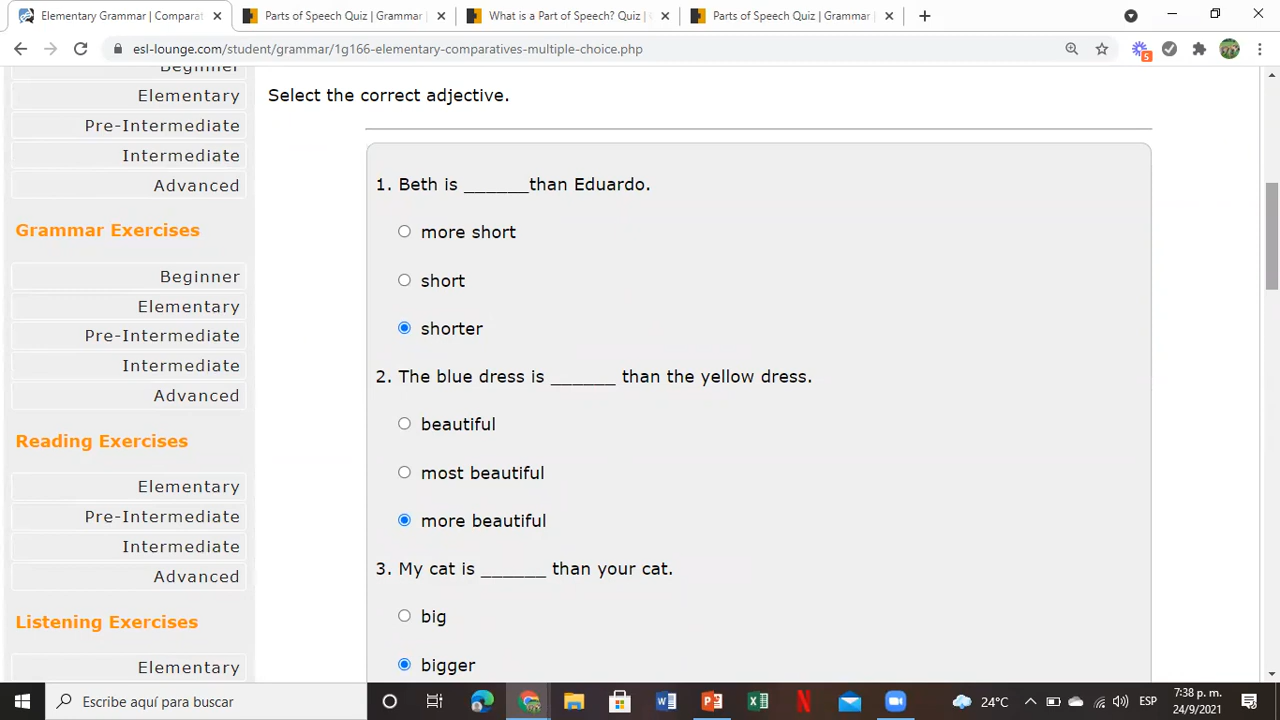 Elementary Grammar | Comparat
Parts of Speech Quiz | Grammar |
What is a Part of Speech? Quiz |
Parts of Speech Quiz | Grammar
esl-lounge.com/student/grammar/1g166-elementary-comparatives-multiple-choice.php
5
Beginner
Elementary
Pre-Intermediate
Intermediate
Advanced
Grammar Exercises
Beginner
Elementary
Pre-Intermediate
Intermediate
Advanced
Reading Exercises
Elementary
Pre-Intermediate
Intermediate
Advanced
Listening Exercises
Elementary
Select the correct adjective.
1. Beth is ______than Eduardo.
more short
short
shorter
2. The blue dress is ______ than the yellow dress.
beautiful
most beautiful
more beautiful
3. My cat is ______ than your cat.
big
bigger
Escribe aquí para buscar
24°C
ESP
7:38 p. m.
24/9/2021